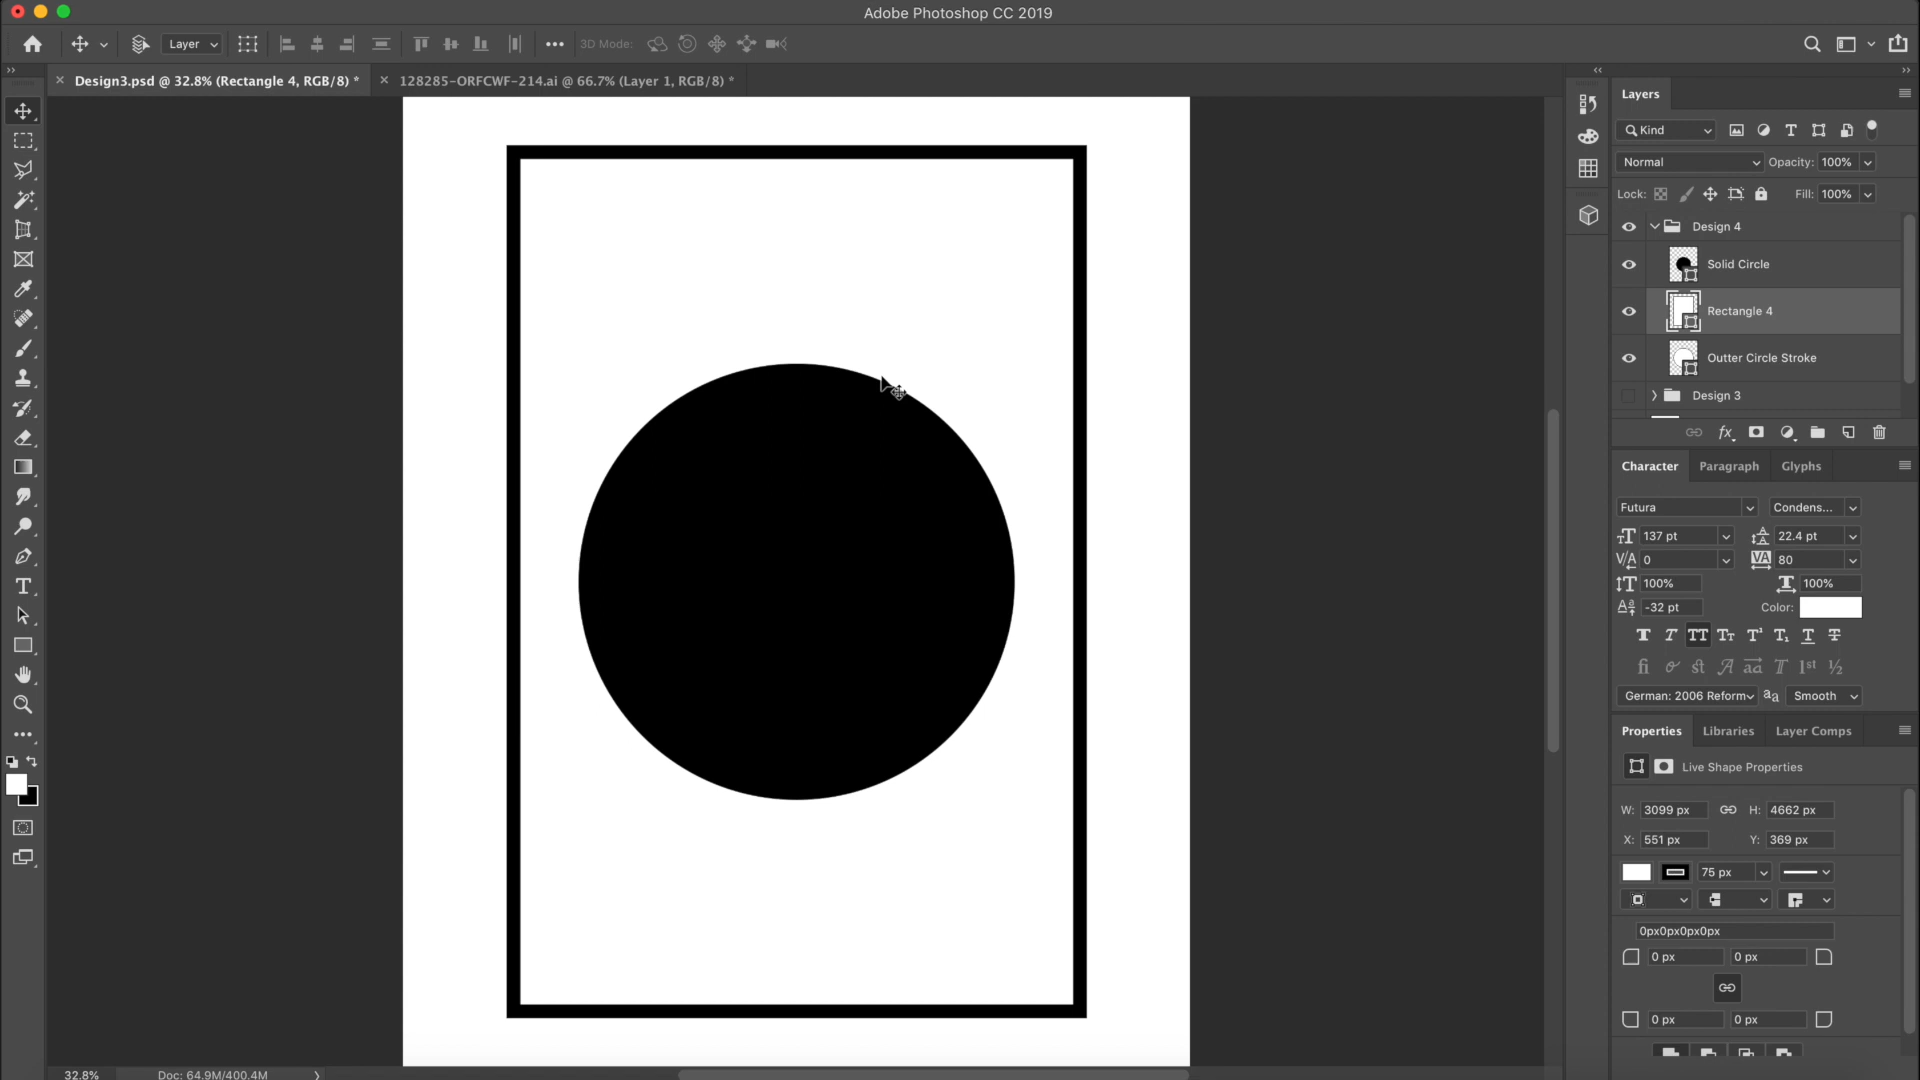 Adobe Photoshop CC 2019
Layer
3D Mode:
Design3.psd @ 32.8% (Rectangle 4, RGB/8) *
128285-ORFCWF-214.ai @ 66.7% (Layer 1, RGB/8) *
Layers
Kind
Normal
Opacity: 100%
Lock:
Fill: 100%
Design 4
Solid Circle
Rectangle 4
Outter Circle Stroke
Design 3
fx
Character
Paragraph
Glyphs
Futura
Condens...
137 pt
22.4 pt
0
80
100%
100%
-32 pt
Color:
German: 2006 Reform
Smooth
Properties
Libraries
Layer Comps
Live Shape Properties
W: 3099 px
H: 4662 px
X: 551 px
Y: 369 px
75 px
0px0px0px0px
0 px
0 px
0 px
0 px
32.8%
Doc: 64.9M/400.4M